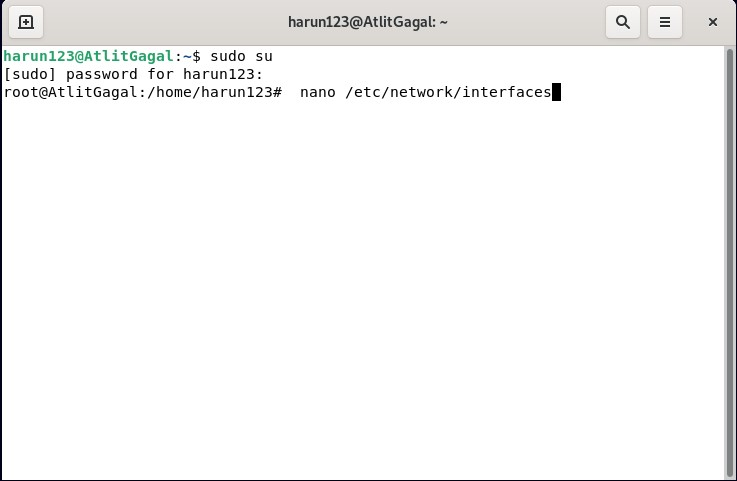 harun123@AtlitGagal: ~
harun123@AtlitGagal:~$ sudo su
[sudo] password for harun123:
root@AtlitGagal:/home/harun123#  nano /etc/network/interfaces